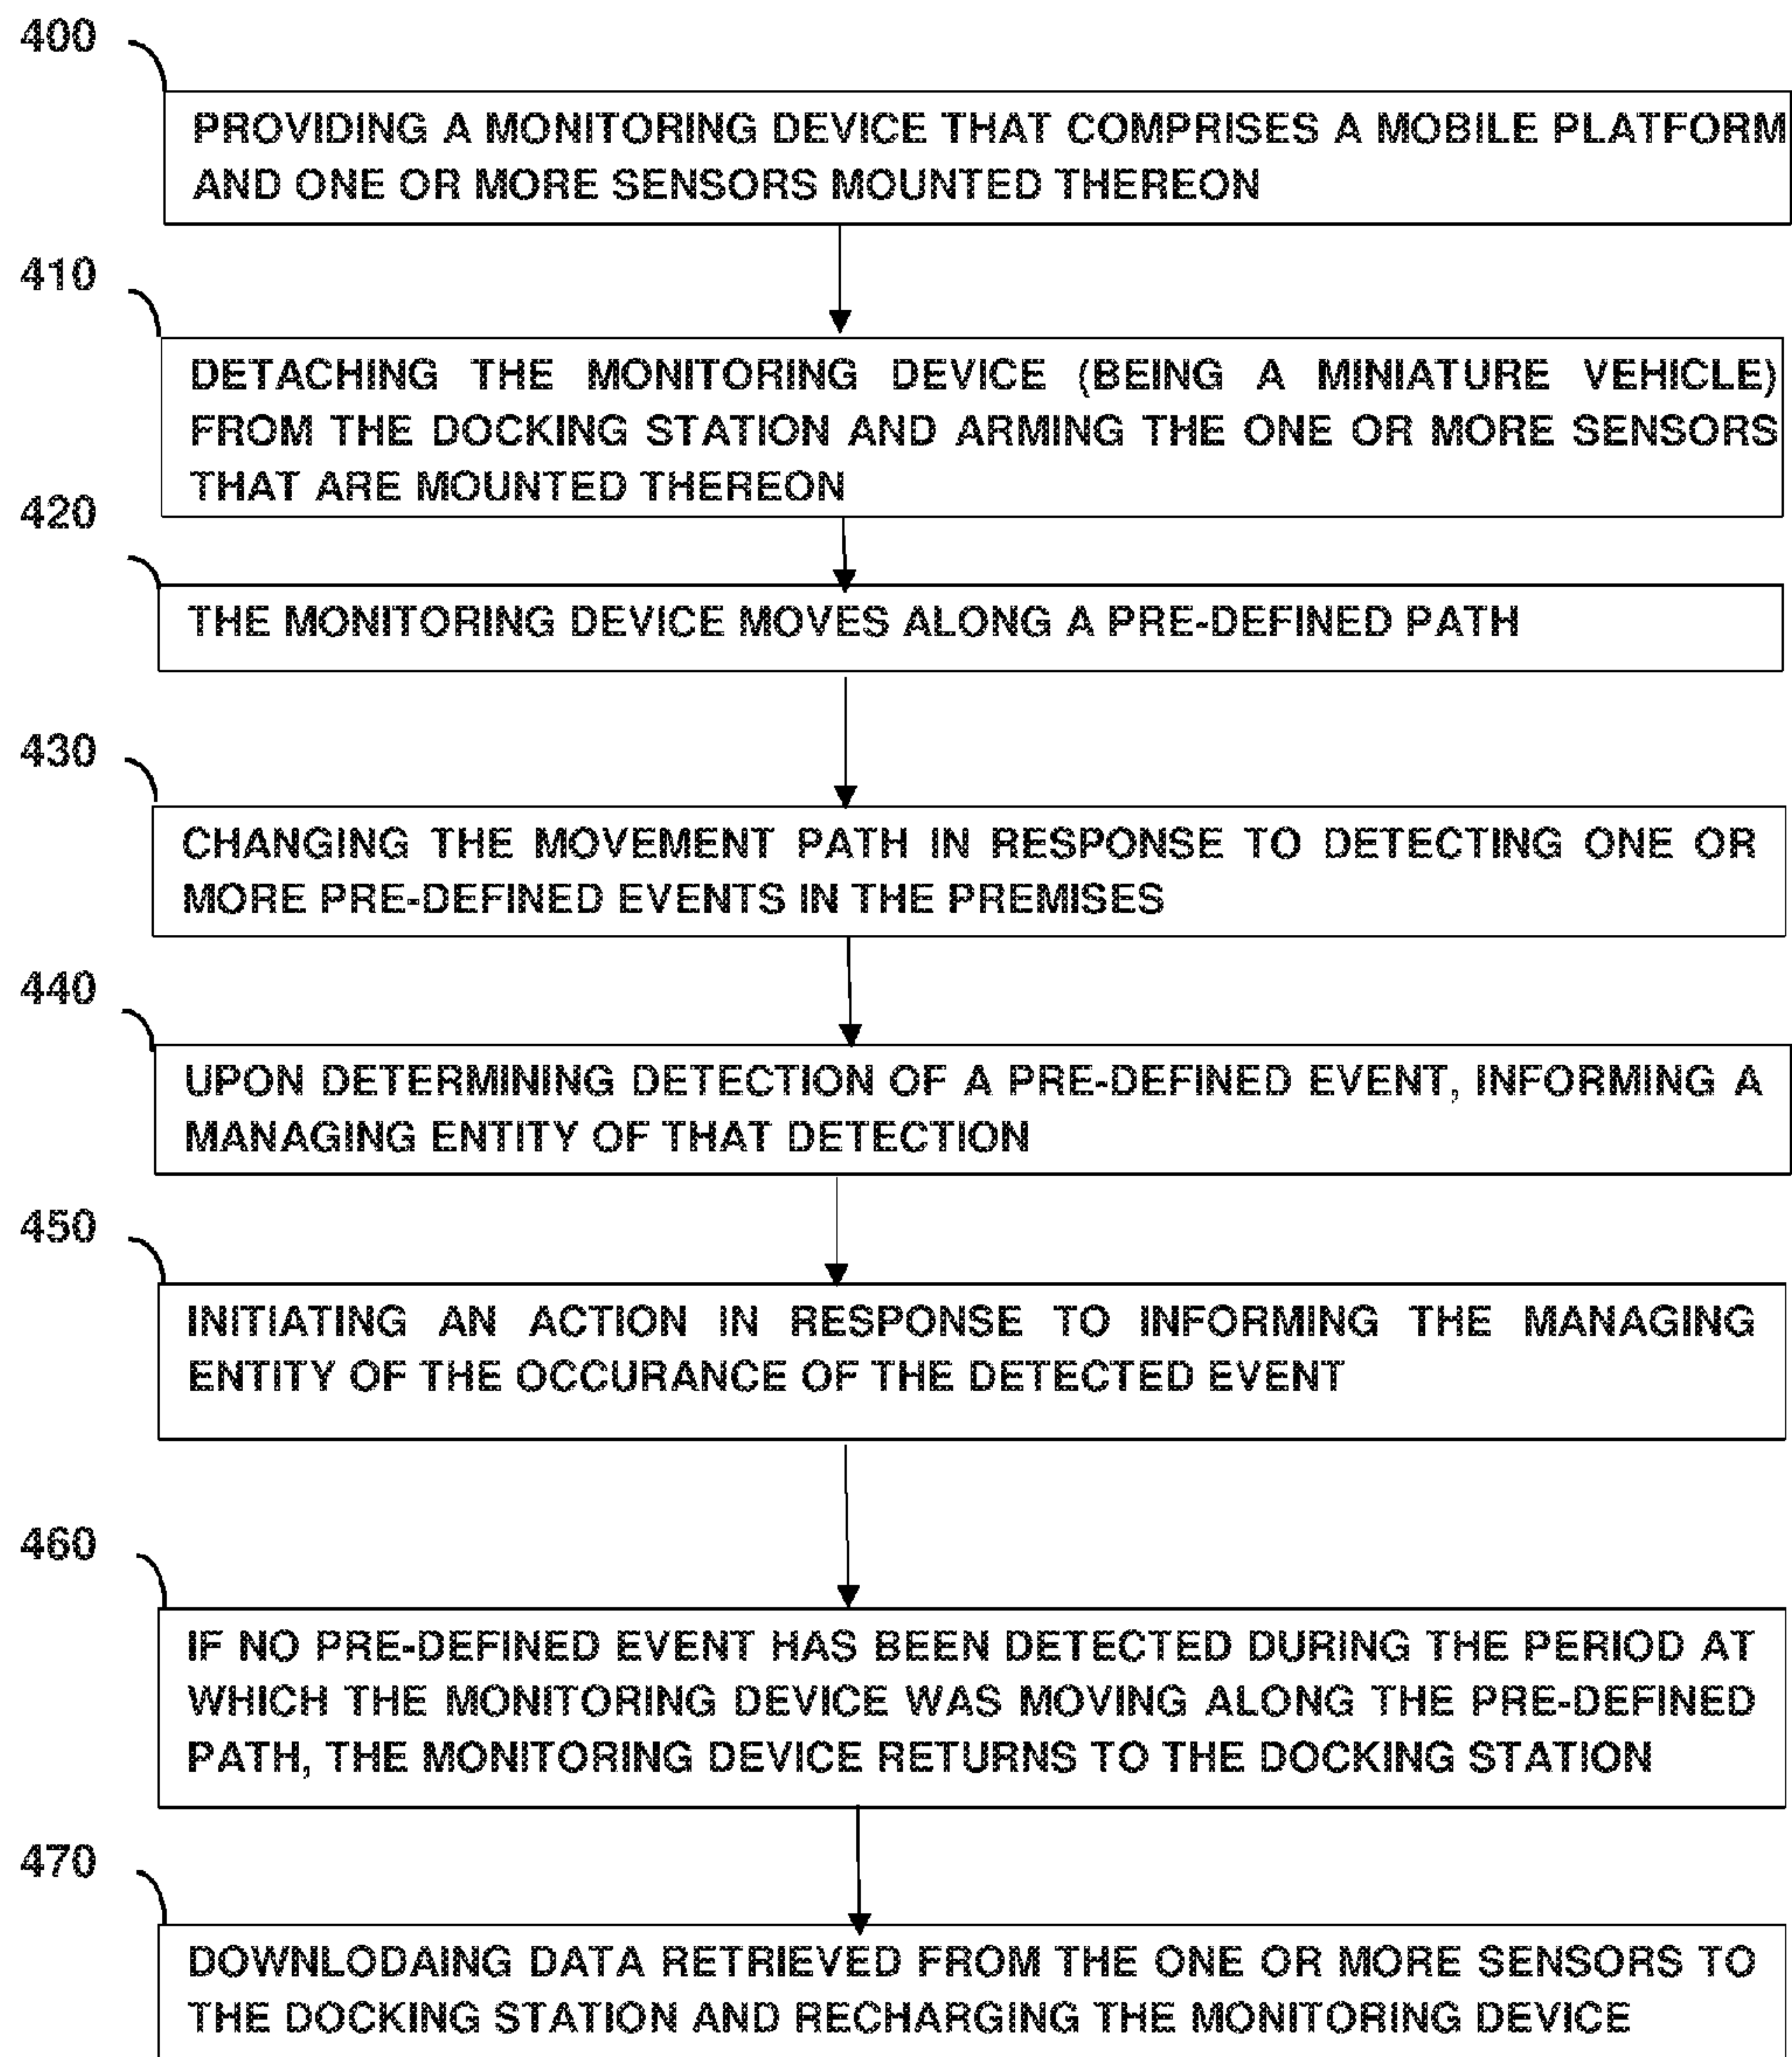 400
PROVIDING A MONITORING DEVICE THAT COMPRISES A MOBILE PLATFORM
AND ONE OR MORE SENSORS MOUNTED THEREON
410
DETACHING THE MONITORING DEVICE (BEING A MINIATURE VEHICLE)
FROM THE DOCKING STATION AND ARMING THE ONE OR MORE SENSORS
THAT ARE MOUNTED THEREON
420
THE MONITORING DEVICE MOVES ALONG A PRE-DEFINED PATH
430
CHANGING THE MOVEMENT PATH IN RESPONSE TO DETECTING ONE OR
MORE PRE-DEFINED EVENTS IN THE PREMISES
440
UPON DETERMINING DETECTION OF A PRE-DEFINED EVENT, INFORMING A
MANAGING ENTITY OF THAT DETECTION
450
INITIATING AN ACTION IN RESPONSE TO INFORMING THE MANAGING
ENTITY OF THE OCCURANCE OF THE DETECTED EVENT
460
IF NO PRE-DEFINED EVENT HAS BEEN DETECTED DURING THE PERIOD AT
WHICH THE MONITORING DEVICE WAS MOVING ALONG THE PRE-DEFINED
PATH, THE MONITORING DEVICE RETURNS TO THE DOCKING STATION
470
DOWNLODAING DATA RETRIEVED FROM THE ONE OR MORE SENSORS TO
THE DOCKING STATION AND RECHARGING THE MONITORING DEVICE